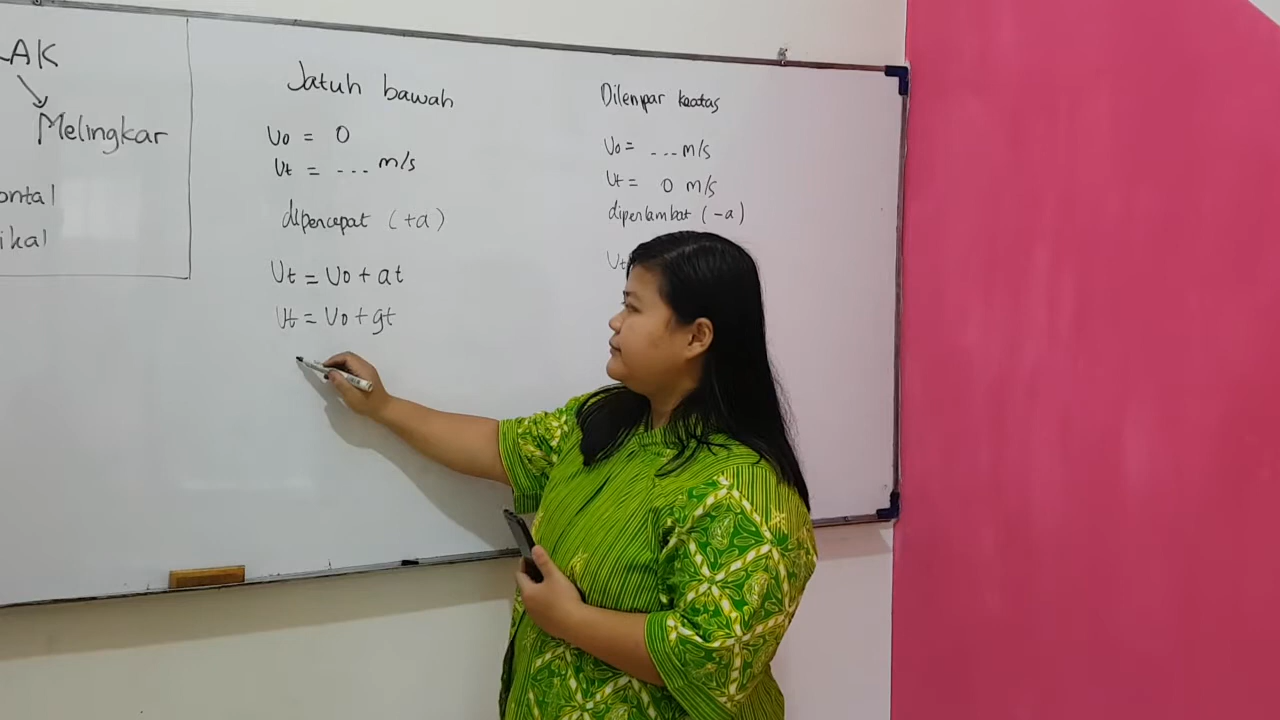 AK
Melingkar
ontal
ikal
Jatuh bawah
Vo = 0
Vt = ... m/s
dipercepat (+a)
Vt = Vo + at
Vt = Vo + gt
Dilempar keatas
Vo = ... m/s
Vt = 0 m/s
diperlambat (-a)
Vt